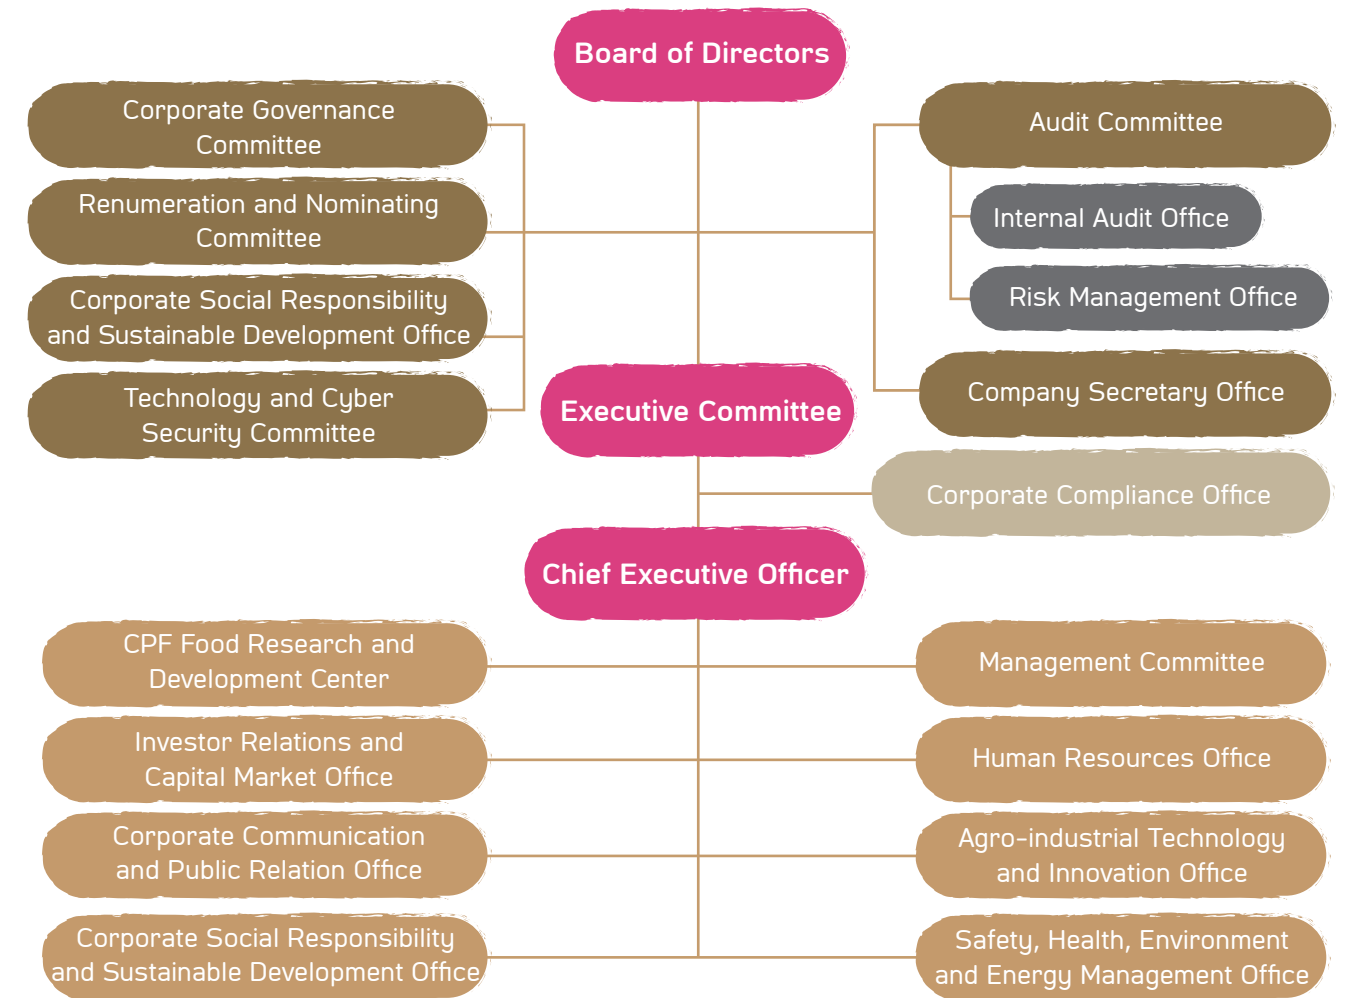 Board of Directors
Corporate Governance
Committee
Renumeration and Nominating
Committee
Corporate Social Responsibility
and Sustainable Development Office
Technology and Cyber
Security Committee
Audit Committee
Internal Audit Office
Risk Management Office
Company Secretary Office
Executive Committee
Corporate Compliance Office
Chief Executive Officer
CPF Food Research and
Development Center
Investor Relations and
Capital Market Office
Corporate Communication
and Public Relation Office
Corporate Social Responsibility
and Sustainable Development Office
Management Committee
Human Resources Office
Agro-industrial Technology
and Innovation Office
Safety, Health, Environment
and Energy Management Office